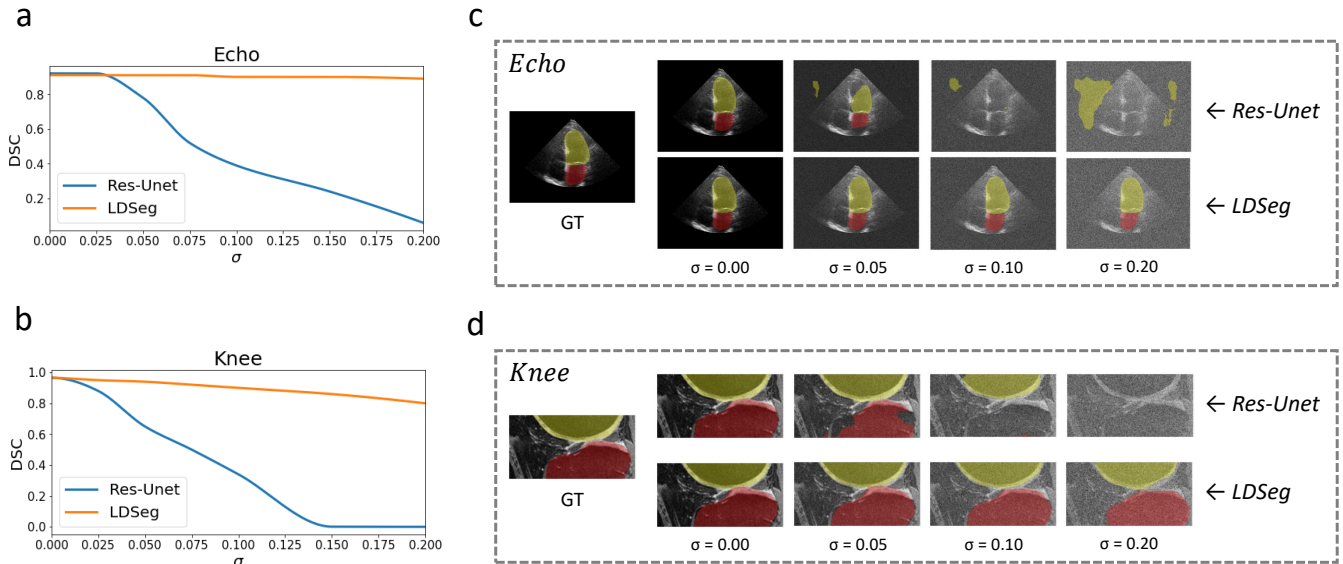 a
Echo
DSC
0.8
0.6
0.4
0.2
Res-Unet
LDSeg
0.000 0.025 0.050 0.075 0.100 0.125 0.150 0.175 0.200
σ
c
Echo
GT
← Res-Unet
← LDSeg
σ = 0.00 σ = 0.05 σ = 0.10 σ = 0.20
b
Knee
DSC
1.0
0.8
0.6
0.4
0.2
0.0
Res-Unet
LDSeg
0.000 0.025 0.050 0.075 0.100 0.125 0.150 0.175 0.200
σ
d
Knee
GT
← Res-Unet
← LDSeg
σ = 0.00 σ = 0.05 σ = 0.10 σ = 0.20